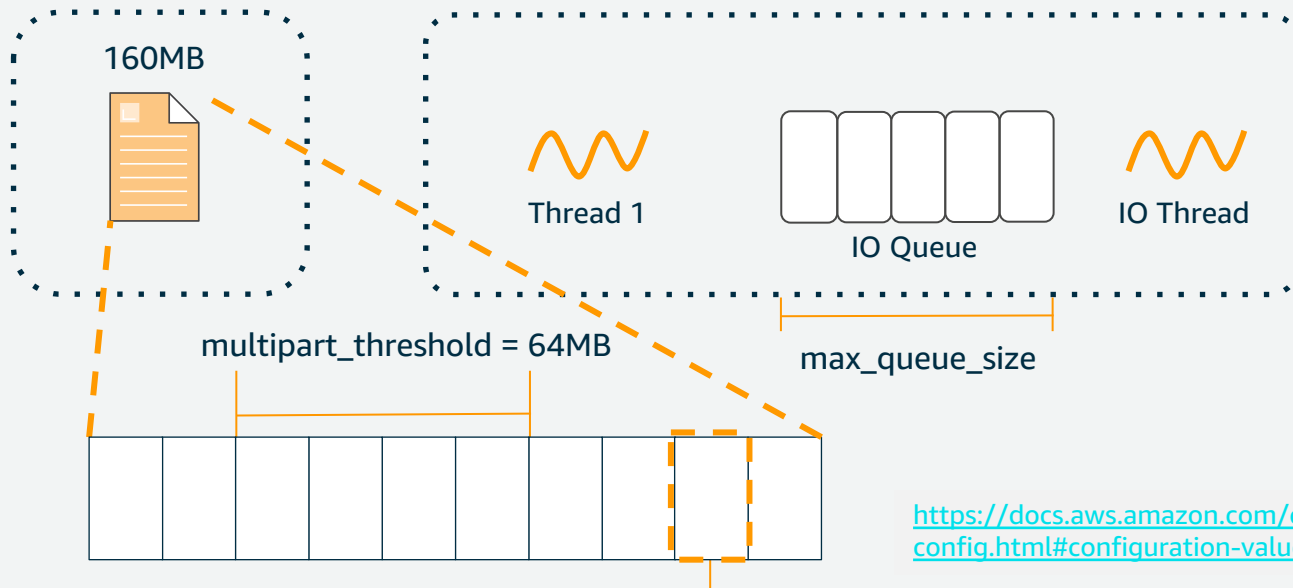 160MB
Thread 1
IO Queue
IO Thread
multipart_threshold = 64MB
max_queue_size
https://docs.aws.amazon.com/
config.html#configuration-valu